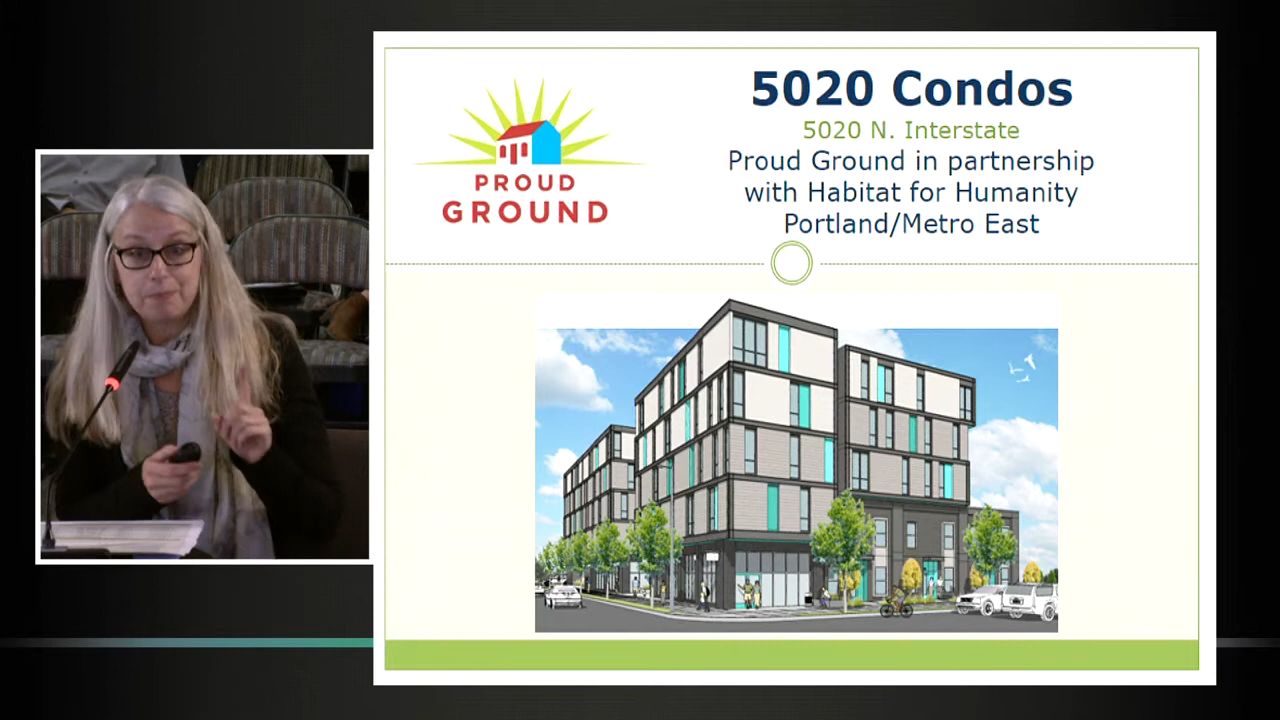 PROUD
GROUND
5020 Condos
5020 N. Interstate
Proud Ground in partnership
with Habitat for Humanity
Portland/Metro East